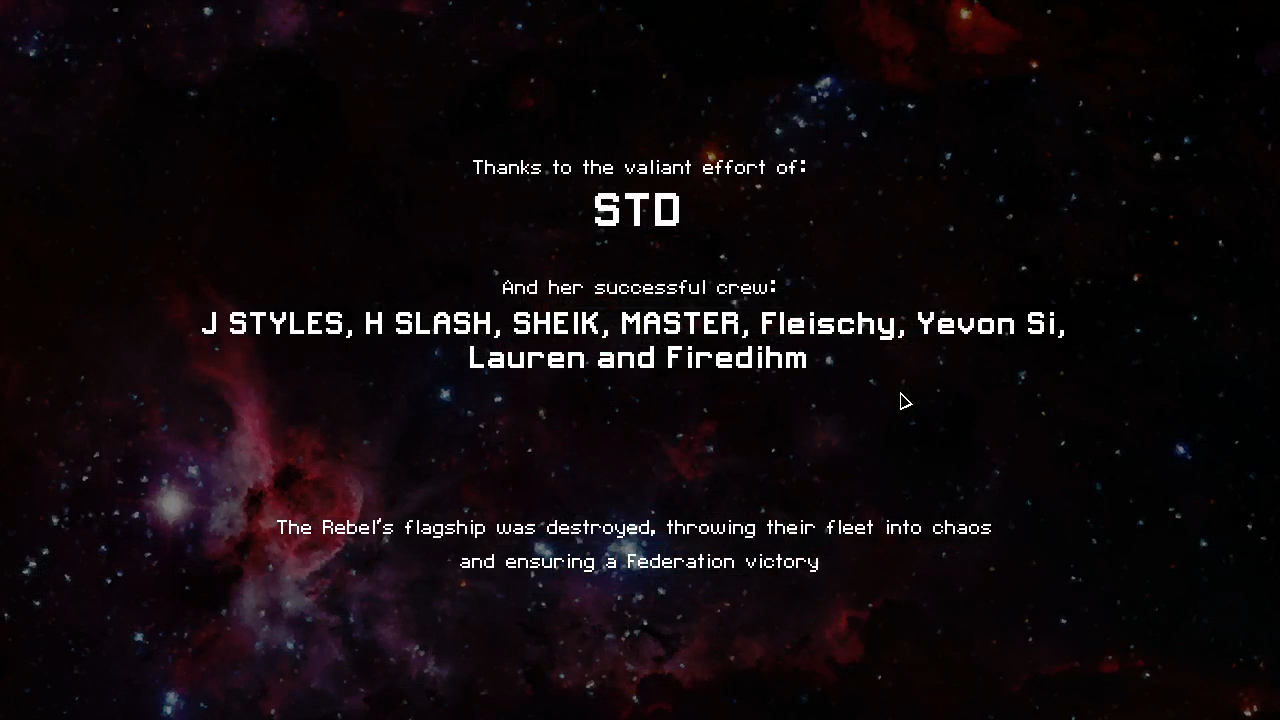 Thanks to the valiant effort of:
STD
And her successful crew:
J STYLES, H SLASH, SHEIK, MASTER, Fleischy, Yevon Si,
Lauren and Firedihm
The Rebel's flagship was destroyed, throwing their fleet into chaos
and ensuring a Federation victory